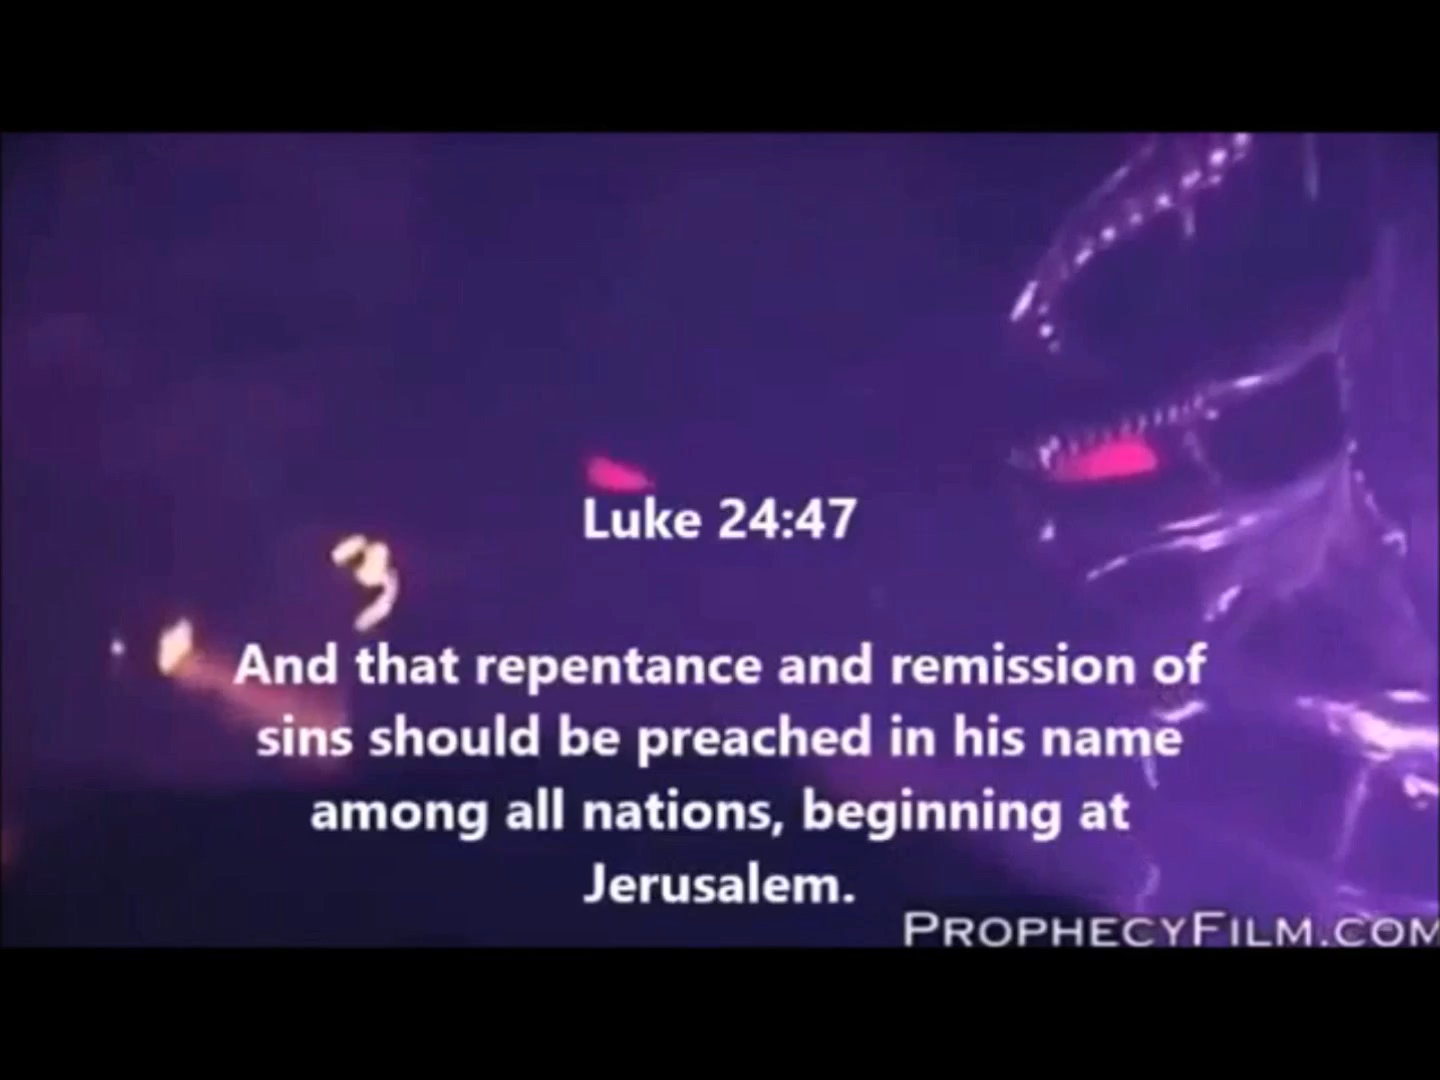 Luke 24:47
And that repentance and remission of
sins should be preached in his name
among all nations, beginning at
Jerusalem.
PROPHECYFILM.COM